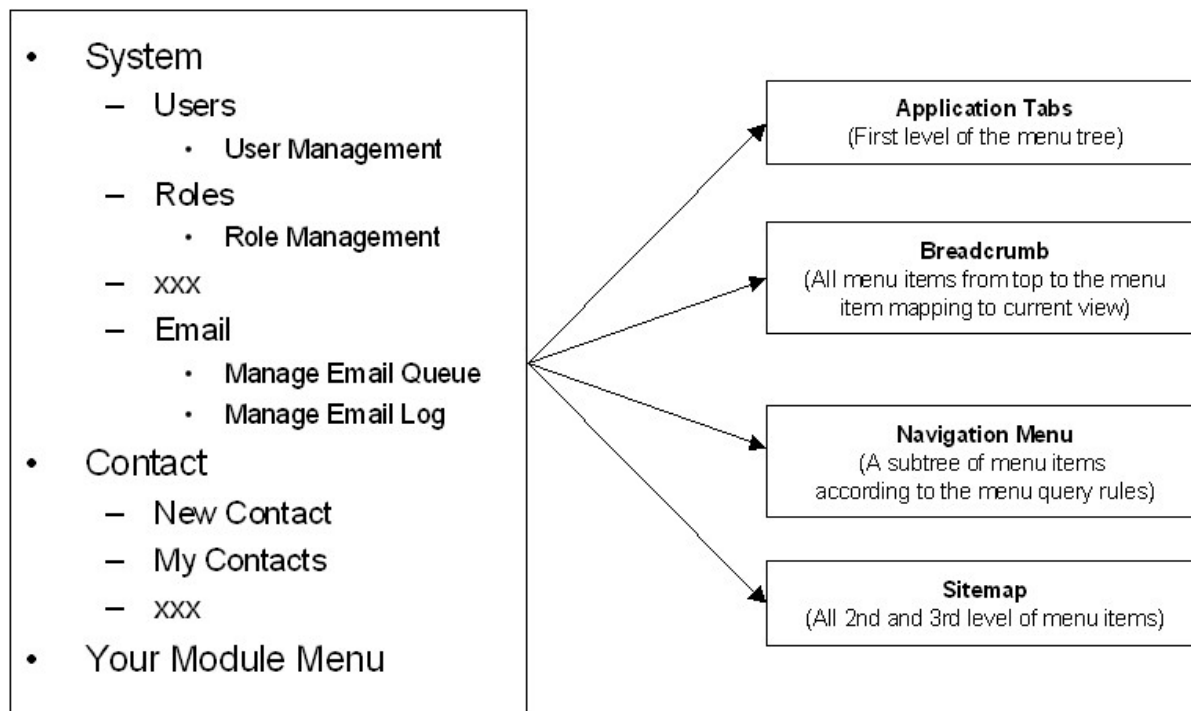 • System
– Users
• User Management
– Roles
• Role Management
– xxx
– Email
• Manage Email Queue
• Manage Email Log
• Contact
– New Contact
– My Contacts
– xxx
• Your Module Menu
Application Tabs
(First level of the menu tree)
Breadcrumb
(All menu items from top to the menu
item mapping to current view)
Navigation Menu
(A subtree of menu items
according to the menu query rules)
Sitemap
(All 2nd and 3rd level of menu items)